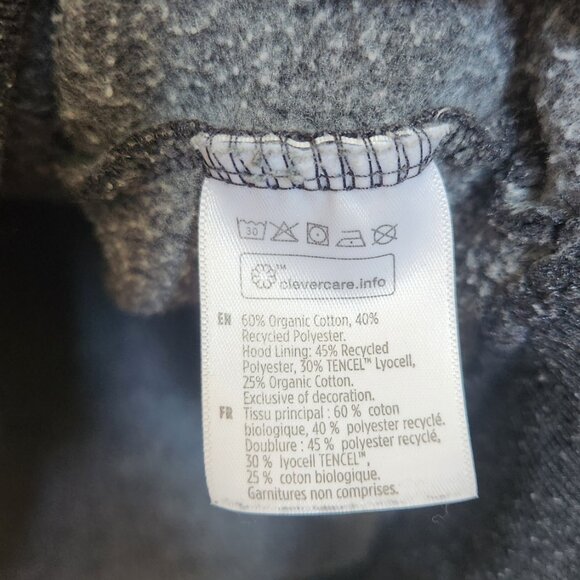 30
™
clevercare.info
EN 60% Organic Cotton, 40%
Recycled Polyester.
Hood Lining: 45% Recycled
Polyester, 30% TENCEL™ Lyocell,
25% Organic Cotton.
Exclusive of decoration.
FR Tissu principal : 60 % coton
biologique, 40 % polyester recyclé.
Doublure : 45 % polyester recyclé,
30 % lyocell TENCEL™,
25 % coton biologique.
Garnitures non comprises.